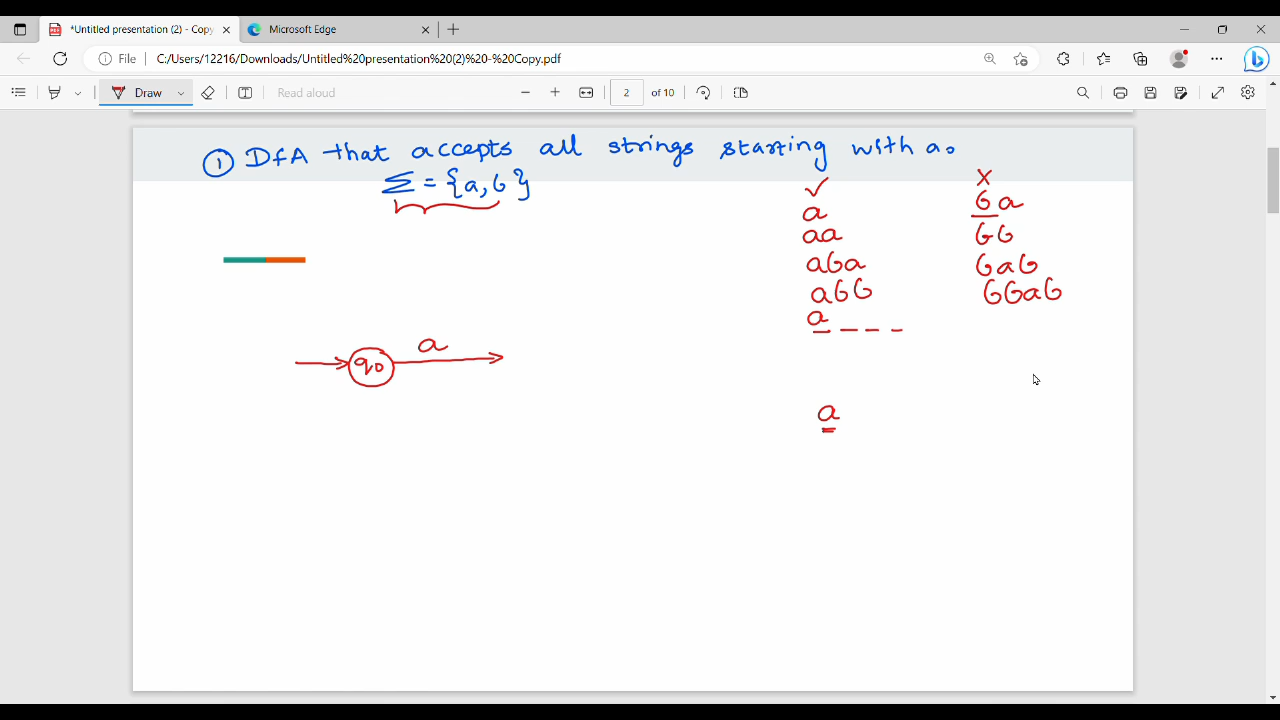 *Untitled presentation (2) - Copy
Microsoft Edge
File
C:/Users/12216/Downloads/Untitled%20presentation%20(2)%20-%20Copy.pdf
Draw
Read aloud
2 of 10
① DfA that accepts all strings starting with a.
Σ = {a, b}
✓
a
aa
aba
abb
a _ _ _
X
ba
bb
bab
bbab
q0
a
a